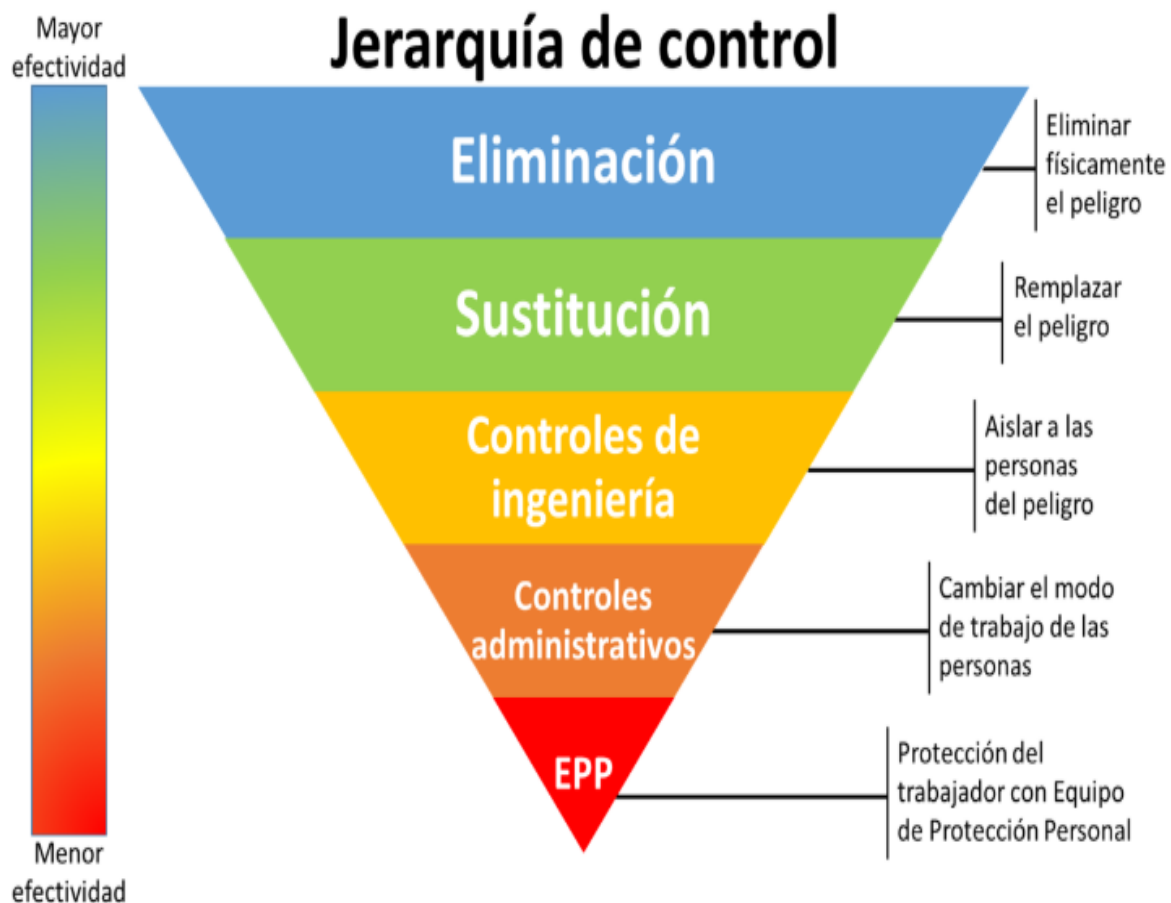 Jerarquía de control
Mayor
efectividad
Eliminación
Eliminar
físicamente
el peligro
Sustitución
Remplazar
el peligro
Controles de
ingeniería
Aislar a las
personas
del peligro
Controles
administrativos
Cambiar el modo
de trabajo de las
personas
EPP
Protección del
trabajador con Equipo
de Protección Personal
Menor
efectividad